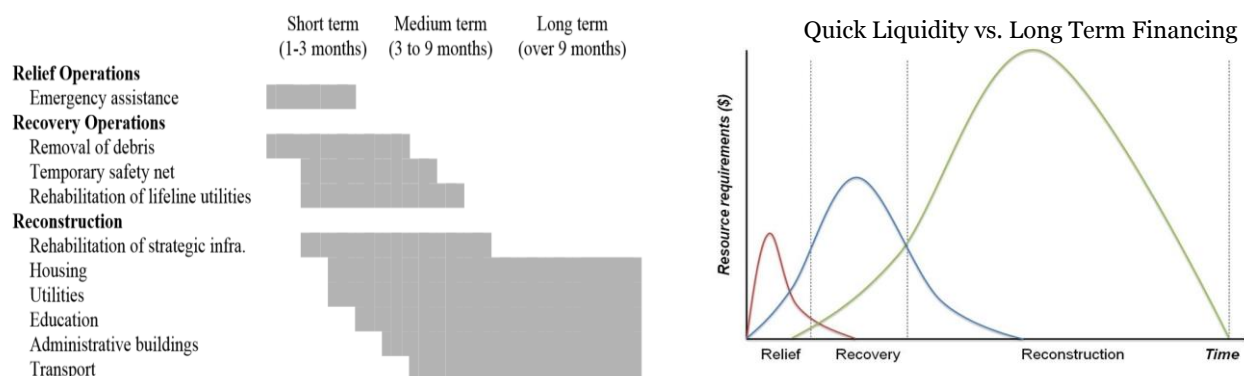 Short term
(1-3 months)
Medium term
(3 to 9 months)
Long term
(over 9 months)
Relief Operations
Emergency assistance
Recovery Operations
Removal of debris
Temporary safety net
Rehabilitation of lifeline utilities
Reconstruction
Rehabilitation of strategic infra.
Housing
Utilities
Education
Administrative buildings
Transport
Quick Liquidity vs. Long Term Financing
Resource requirements ($)
Relief Recovery Reconstruction Time